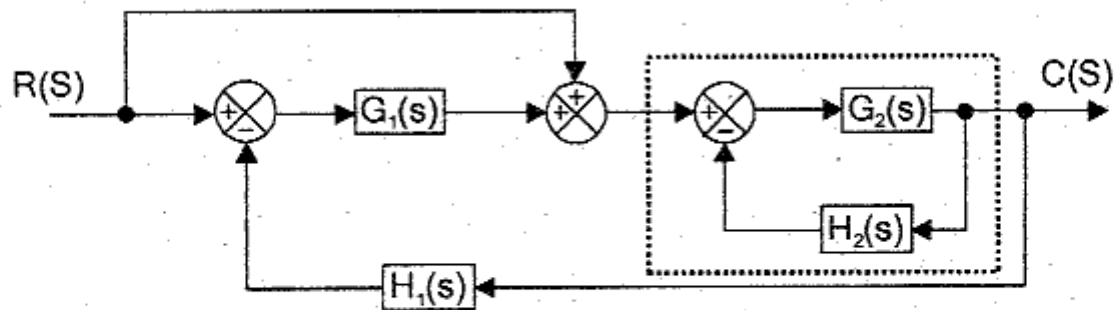 R(S)
+
−
G₁(s)
+
+
+
−
G₂(s)
C(S)
H₂(s)
H₁(s)